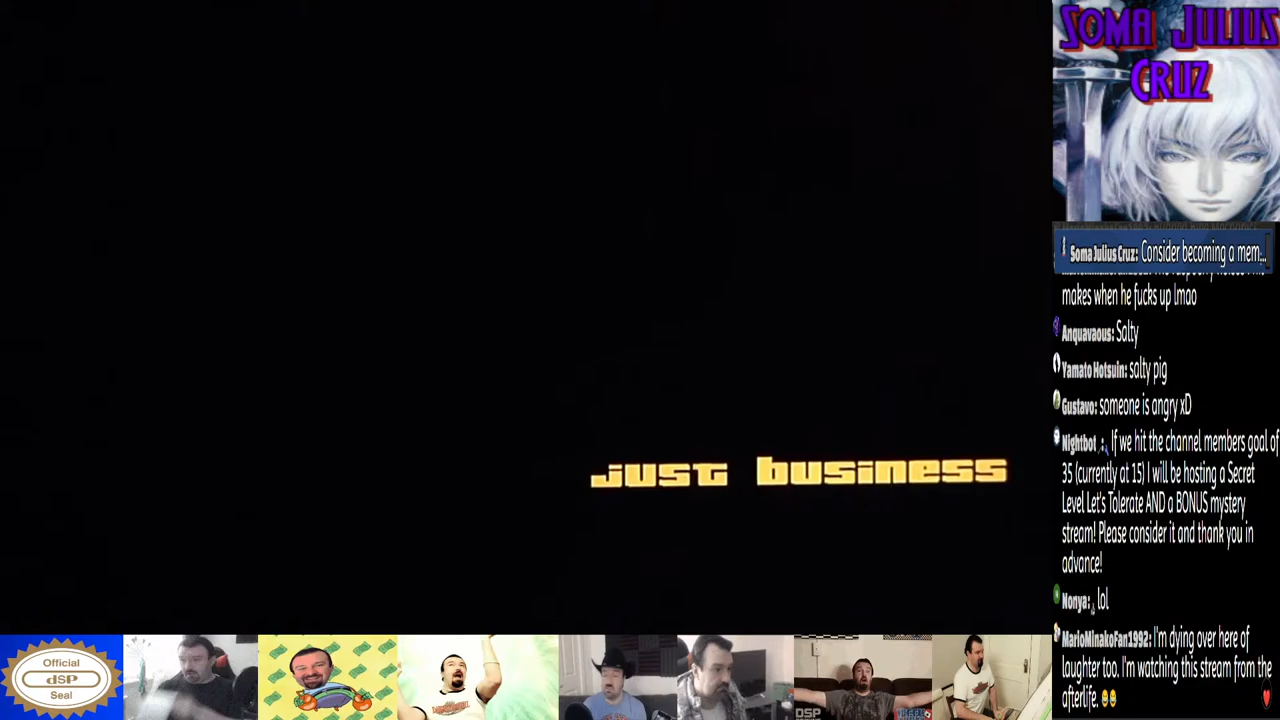 SOMA JULIUS
CRUZ
Soma Julius Cruz: Consider becoming a mem...
makes when he fucks up lmao
Anquavaous: Salty
Yamato Hotsuin: salty pig
Gustavo: someone is angry xD
Nightbot: If we hit the channel members goal of
35 (currently at 15) I will be hosting a Secret
Level Let's Tolerate AND a BONUS mystery
stream! Please consider it and thank you in
advance!
Nonya: lol
MarioMinakoFan1992: I'm dying over here of
laughter too. I'm watching this stream from the
afterlife.
just business
Official
dSP
Seal
DSP